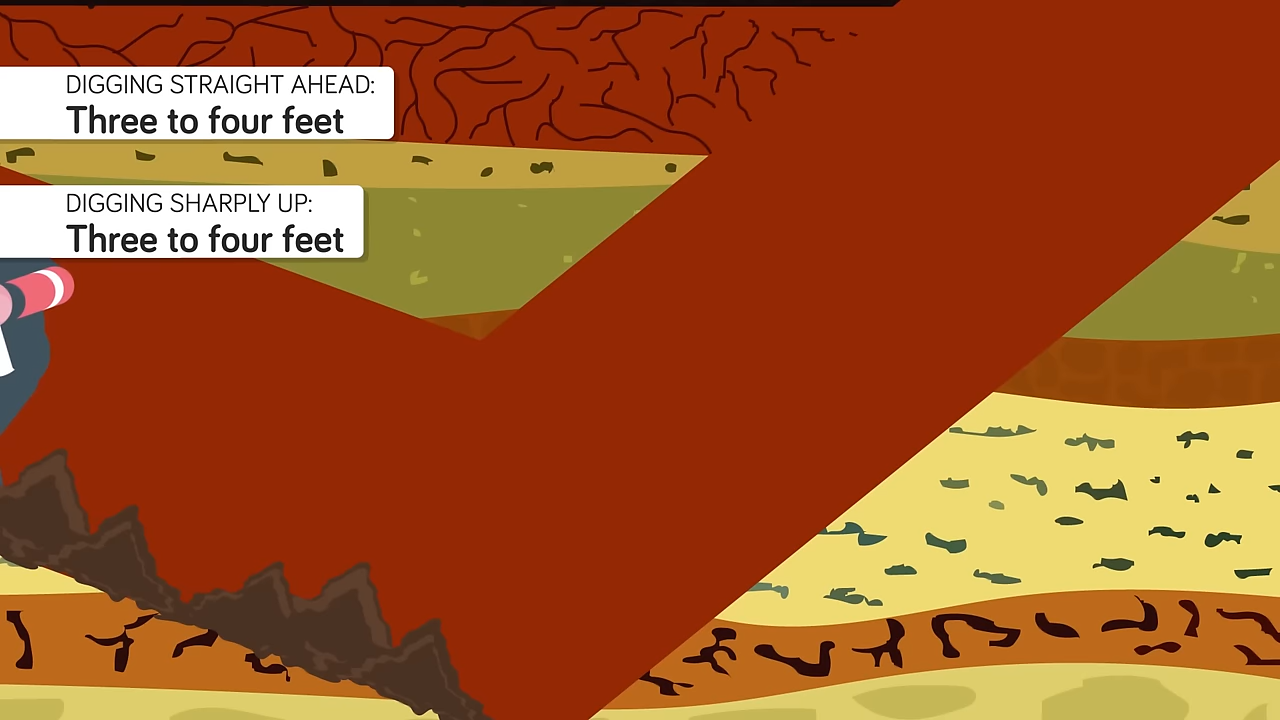 DIGGING STRAIGHT AHEAD:
Three to four feet
DIGGING SHARPLY UP:
Three to four feet